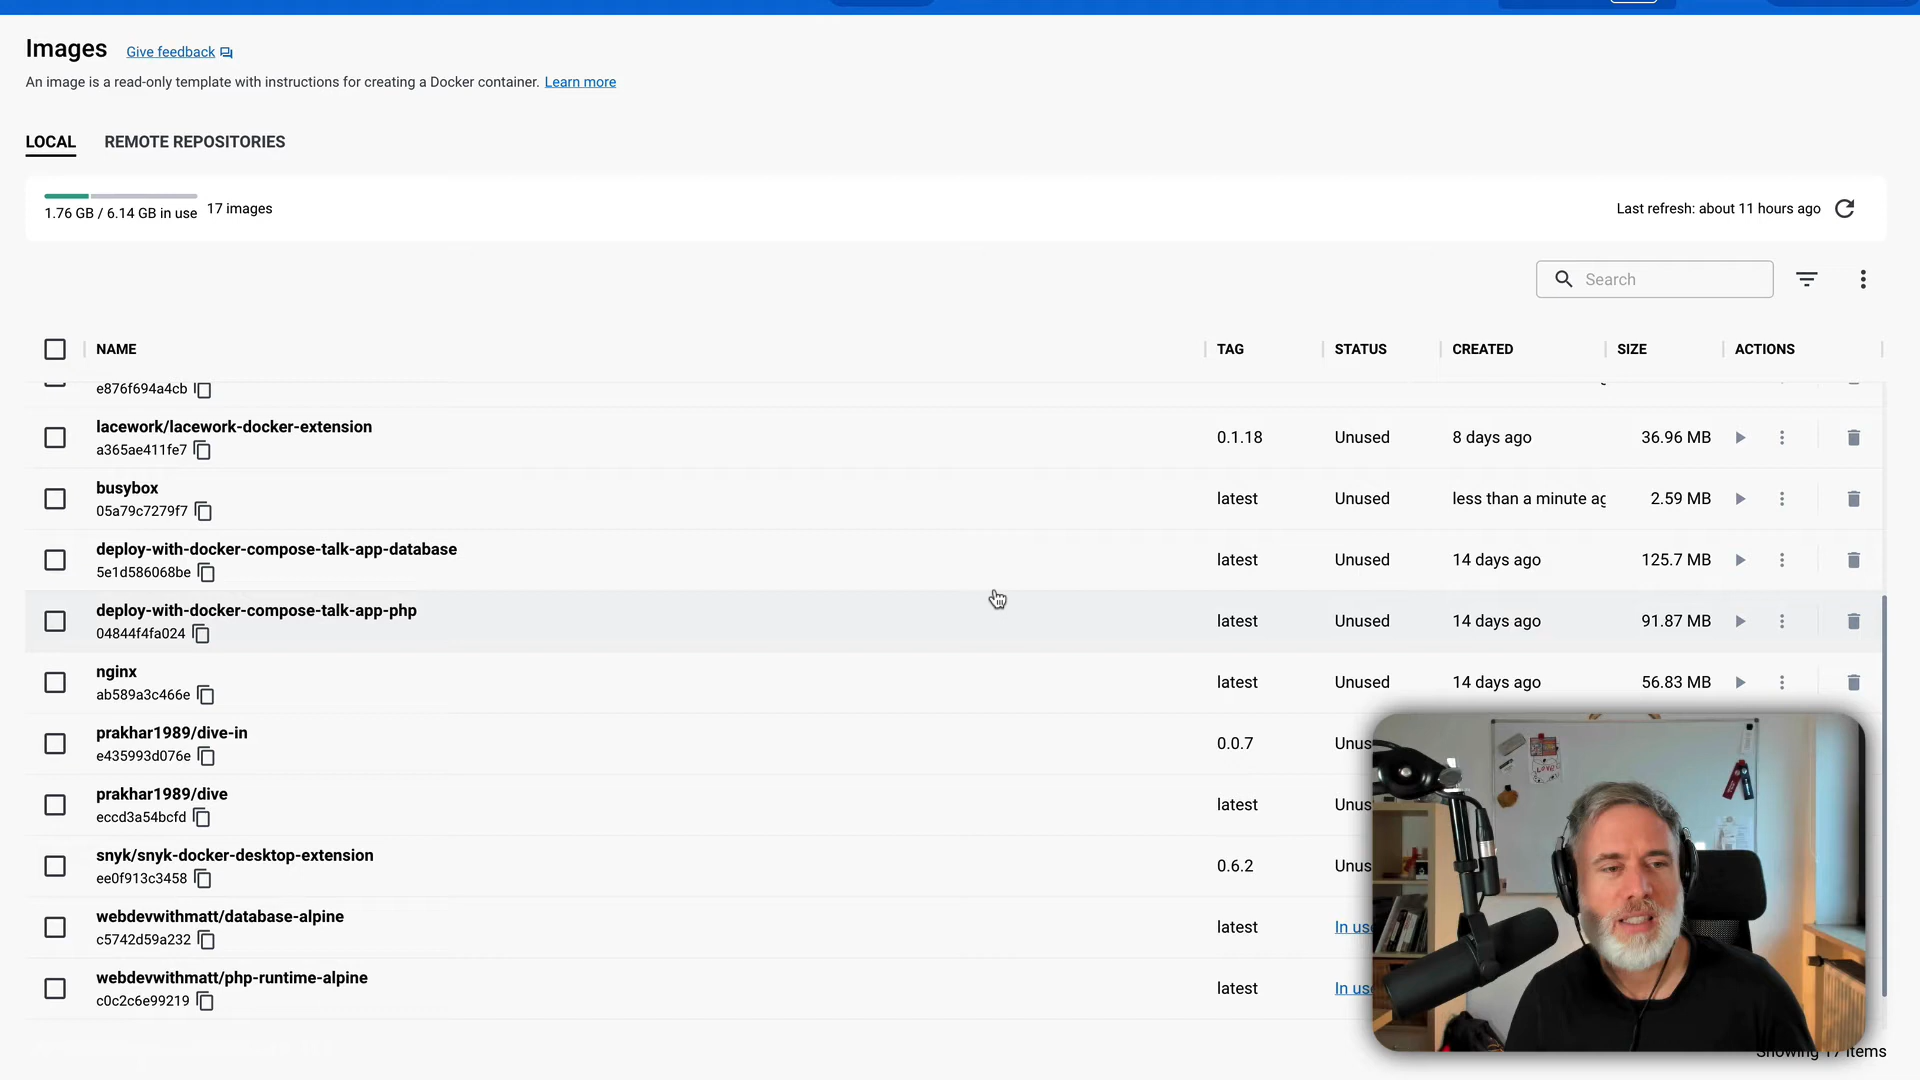 Images Give feedback
An image is a read-only template with instructions for creating a Docker container. Learn more
LOCAL REMOTE REPOSITORIES
1.76 GB / 6.14 GB in use 17 images Last refresh: about 11 hours ago
Search
NAME TAG STATUS CREATED SIZE ACTIONS
e876f694a4cb
lacework/lacework-docker-extension
a365ae411fe7
0.1.18 Unused 8 days ago 36.96 MB
busybox
05a79c7279f7
latest Unused less than a minute ag 2.59 MB
deploy-with-docker-compose-talk-app-database
5e1d586068be
latest Unused 14 days ago 125.7 MB
deploy-with-docker-compose-talk-app-php
04844f4fa024
latest Unused 14 days ago 91.87 MB
nginx
ab589a3c466e
latest Unused 14 days ago 56.83 MB
prakhar1989/dive-in
e435993d076e
0.0.7 Unus
prakhar1989/dive
eccd3a54bcfd
latest Unus
snyk/snyk-docker-desktop-extension
ee0f913c3458
0.6.2 Unus
webdevwithmatt/database-alpine
c5742d59a232
latest In us
webdevwithmatt/php-runtime-alpine
c0c2c6e99219
latest In us
Showing 17 items